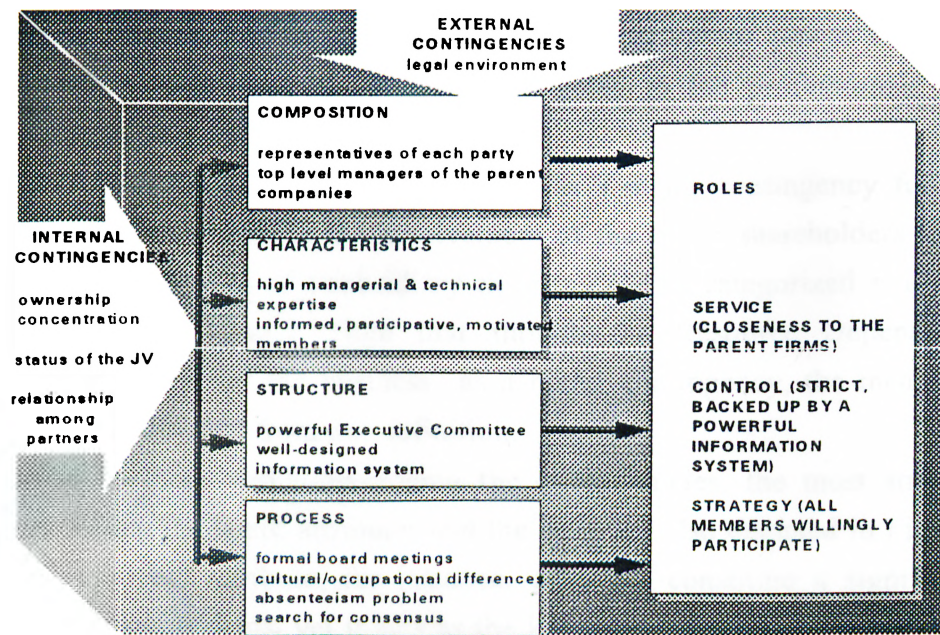 EXTERNAL
CONTINGENCIES
legal environment
INTERNAL
CONTINGENCIES
ownership
concentration
status of the JV
relationship
among
partners
COMPOSITION
representatives of each party
top level managers of the parent
companies
CHARACTERISTICS
high managerial & technical
expertise
informed, participative, motivated
members
STRUCTURE
powerful Executive Committee
well-designed
information system
PROCESS
formal board meetings
cultural/occupational differences
absenteeism problem
search for consensus
ROLES
SERVICE
(CLOSENESS TO THE
PARENT FIRMS)
CONTROL (STRICT,
BACKED UP BY A
POWERFUL
INFORMATION
SYSTEM)
STRATEGY (ALL
MEMBERS WILLINGLY
PARTICIPATE)